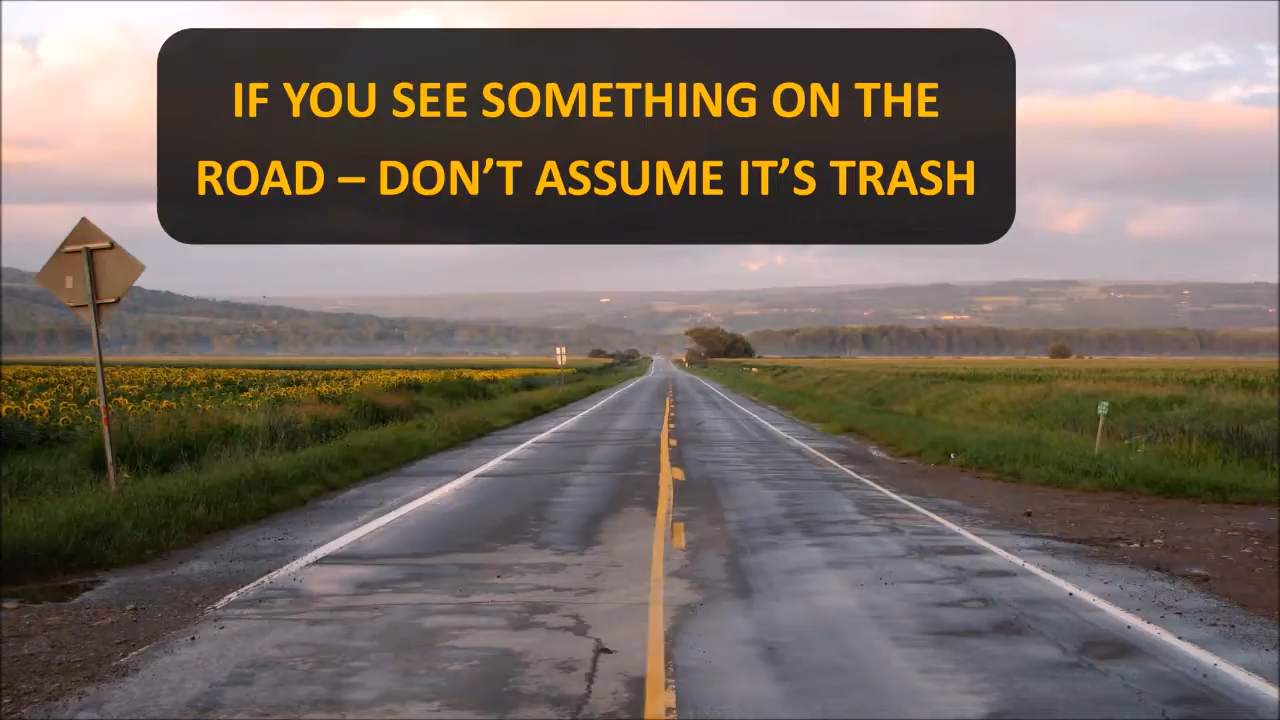 IF YOU SEE SOMETHING ON THE
ROAD – DON’T ASSUME IT’S TRASH